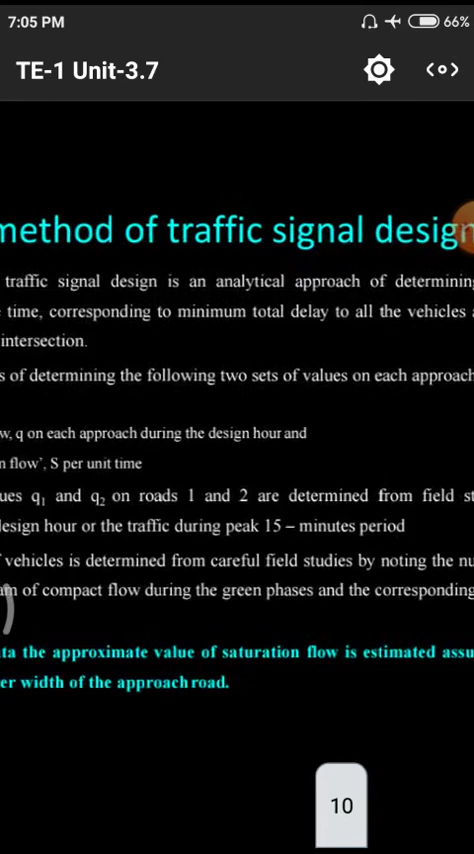 7:05 PM
66%
TE-1 Unit-3.7
method of traffic signal design
traffic signal design is an analytical approach of determining
time, corresponding to minimum total delay to all the vehicles
intersection.
s of determining the following two sets of values on each approach
w, q on each approach during the design hour and
n flow', S per unit time
ues q₁ and q₂ on roads 1 and 2 are determined from field st
design hour or the traffic during peak 15 – minutes period
vehicles is determined from careful field studies by noting the nu
am of compact flow during the green phases and the corresponding
ta the approximate value of saturation flow is estimated assu
er width of the approach road.
10